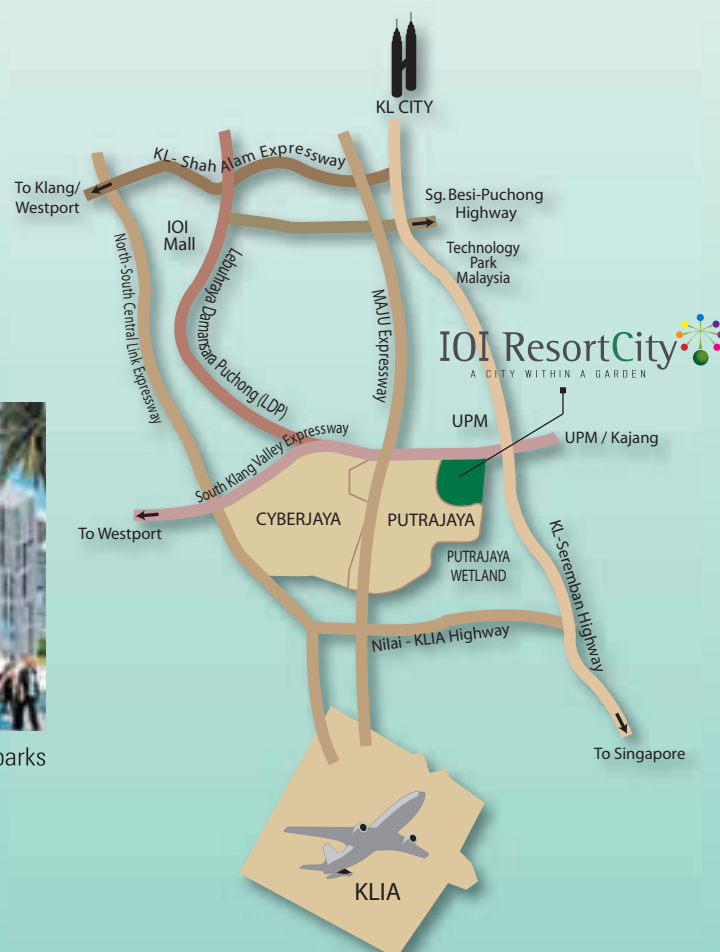 KL CITY
KL- Shah Alam Expressway
To Klang/
Westport
Sg. Besi-Puchong
Highway
IOI
Mall
Technology
Park
Malaysia
North-South Central Link Expressway
Lebuhraya Damansara Puchong (LDP)
MAJU Expressway
IOI ResortCity
A CITY WITHIN A GARDEN
UPM
UPM / Kajang
South Klang Valley Expressway
To Westport
CYBERJAYA
PUTRAJAYA
PUTRAJAYA
WETLAND
KL-Seremban Highway
Nilai - KLIA Highway
To Singapore
parks
KLIA